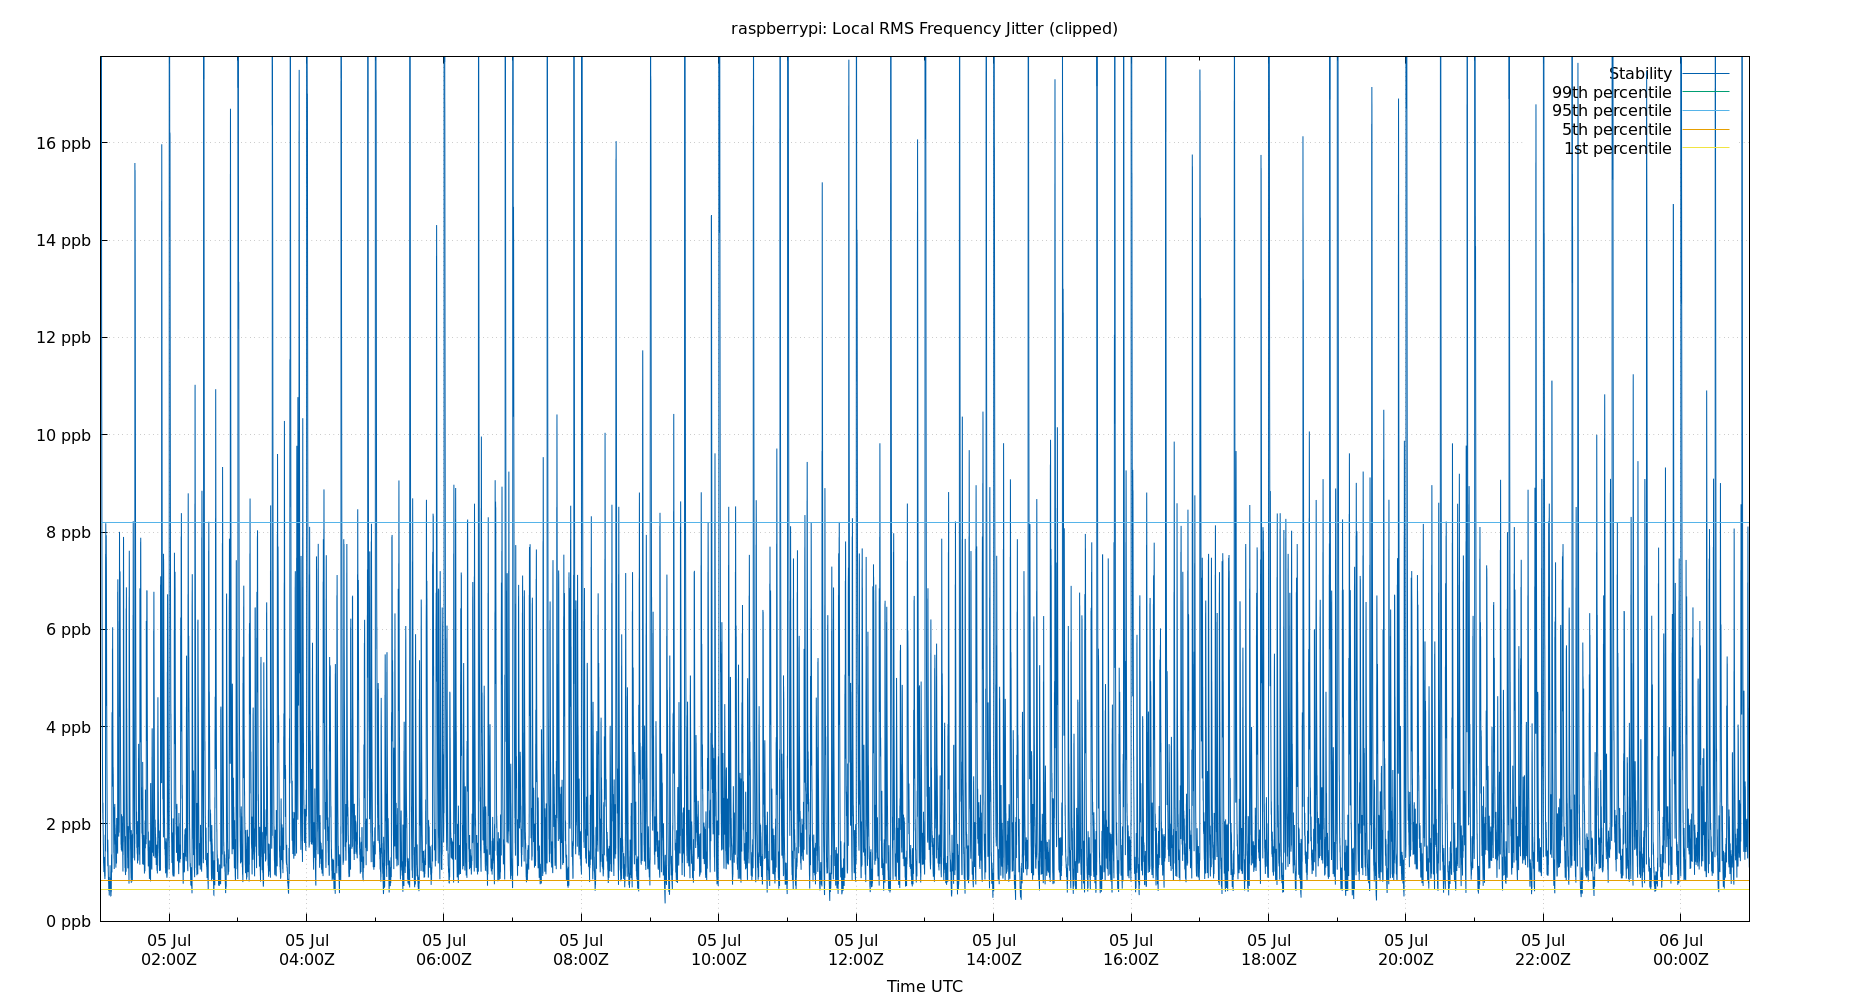 raspberrypi: Local RMS Frequency Jitter (clipped)
Stability
99th percentile
95th percentile
5th percentile
1st percentile
16 ppb
14 ppb
12 ppb
10 ppb
8 ppb
6 ppb
4 ppb
2 ppb
0 ppb
05 Jul 05 Jul 05 Jul 05 Jul 05 Jul 05 Jul 05 Jul 05 Jul 05 Jul 05 Jul 05 Jul 06 Jul
02:00Z 04:00Z 06:00Z 08:00Z 10:00Z 12:00Z 14:00Z 16:00Z 18:00Z 20:00Z 22:00Z 00:00Z
Time UTC